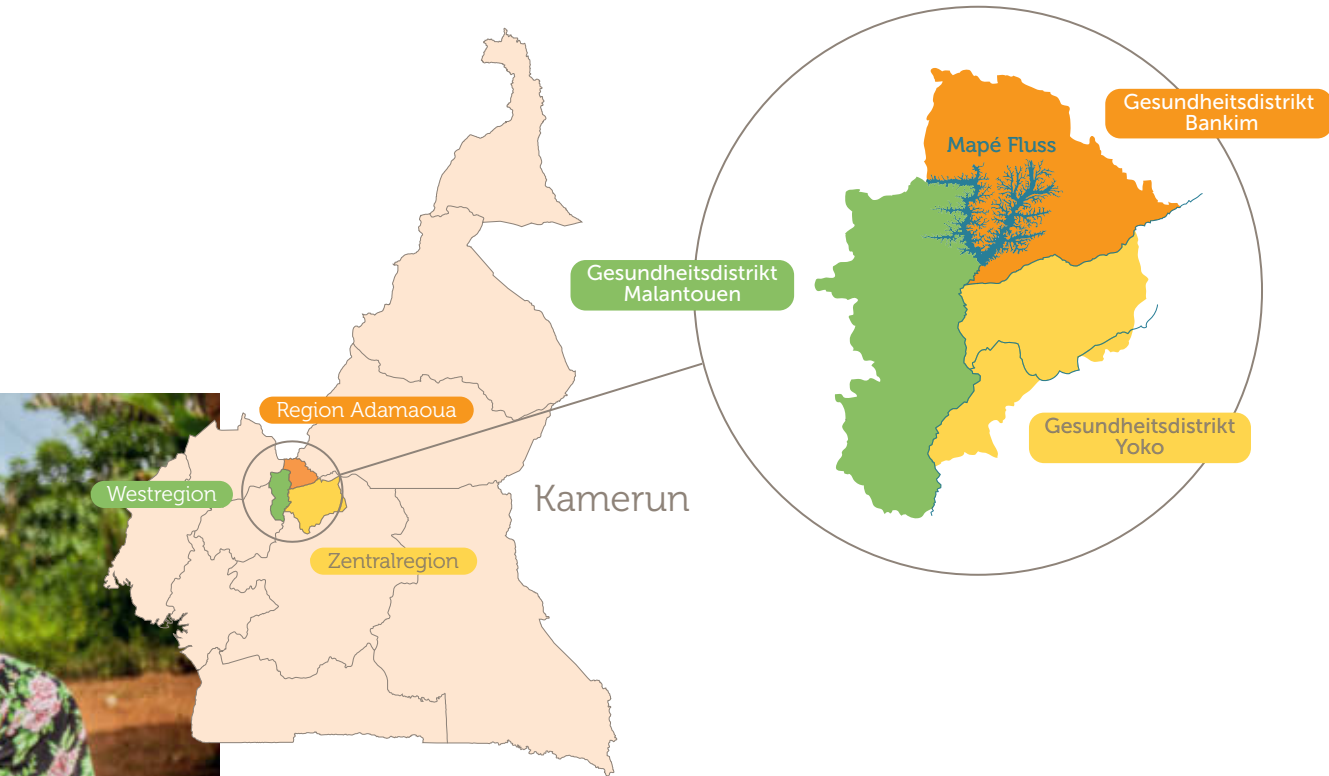 Gesundheitsdistrikt
Bankim
Mapé Fluss
Gesundheitsdistrikt
Malantouen
Region Adamaoua
Gesundheitsdistrikt
Yoko
Westregion
Kamerun
Zentralregion